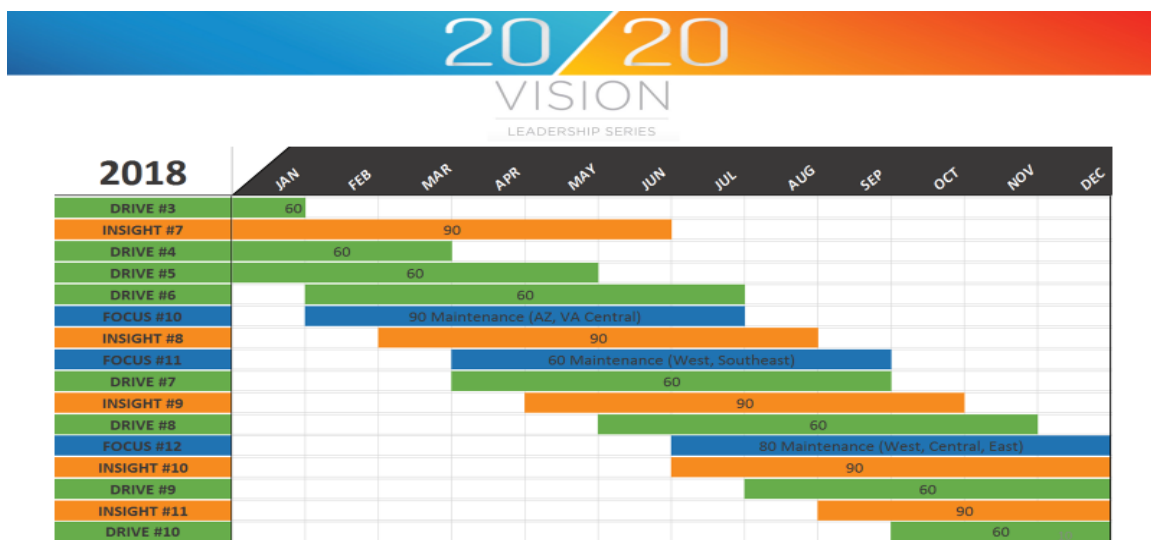 20/20
VISION
LEADERSHIP SERIES
2018 JAN FEB MAR APR MAY JUN JUL AUG SEP OCT NOV DEC
DRIVE #3 60
INSIGHT #7 90
DRIVE #4 60
DRIVE #5 60
DRIVE #6 60
FOCUS #10 90 Maintenance (AZ, VA Central)
INSIGHT #8 90
FOCUS #11 60 Maintenance (West, Southeast)
DRIVE #7 60
INSIGHT #9 90
DRIVE #8 60
FOCUS #12 80 Maintenance (West, Central, East)
INSIGHT #10 90
DRIVE #9 60
INSIGHT #11 90
DRIVE #10 60